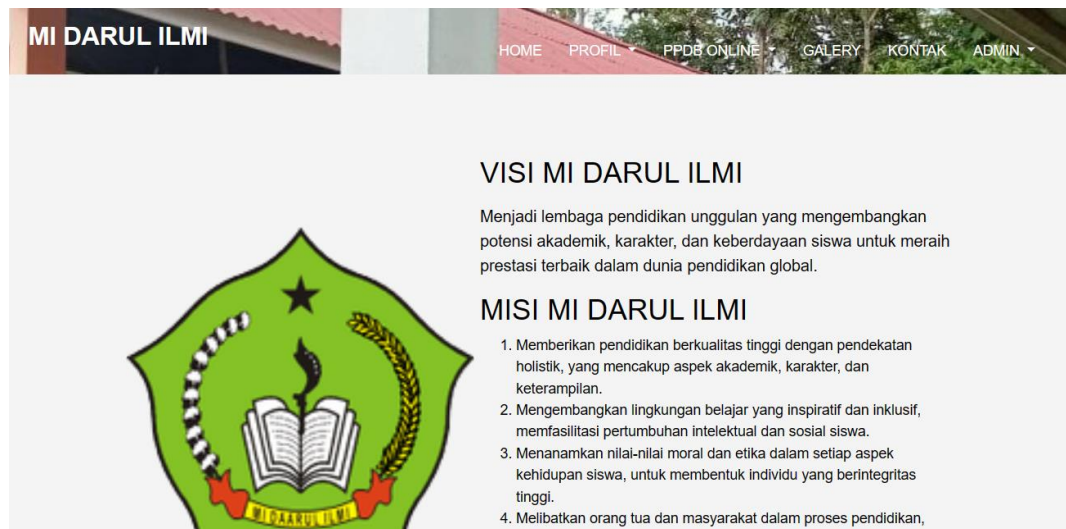 MI DARUL ILMI
HOME PROFIL PPDB ONLINE GALERY KONTAK ADMIN
VISI MI DARUL ILMI
Menjadi lembaga pendidikan unggulan yang mengembangkan
potensi akademik, karakter, dan keberdayaan siswa untuk meraih
prestasi terbaik dalam dunia pendidikan global.
MISI MI DARUL ILMI
1. Memberikan pendidikan berkualitas tinggi dengan pendekatan
holistik, yang mencakup aspek akademik, karakter, dan
keterampilan.
2. Mengembangkan lingkungan belajar yang inspiratif dan inklusif,
memfasilitasi pertumbuhan intelektual dan sosial siswa.
3. Menanamkan nilai-nilai moral dan etika dalam setiap aspek
kehidupan siswa, untuk membentuk individu yang berintegritas
tinggi.
4. Melibatkan orang tua dan masyarakat dalam proses pendidikan,
MI DAARUL ILMI